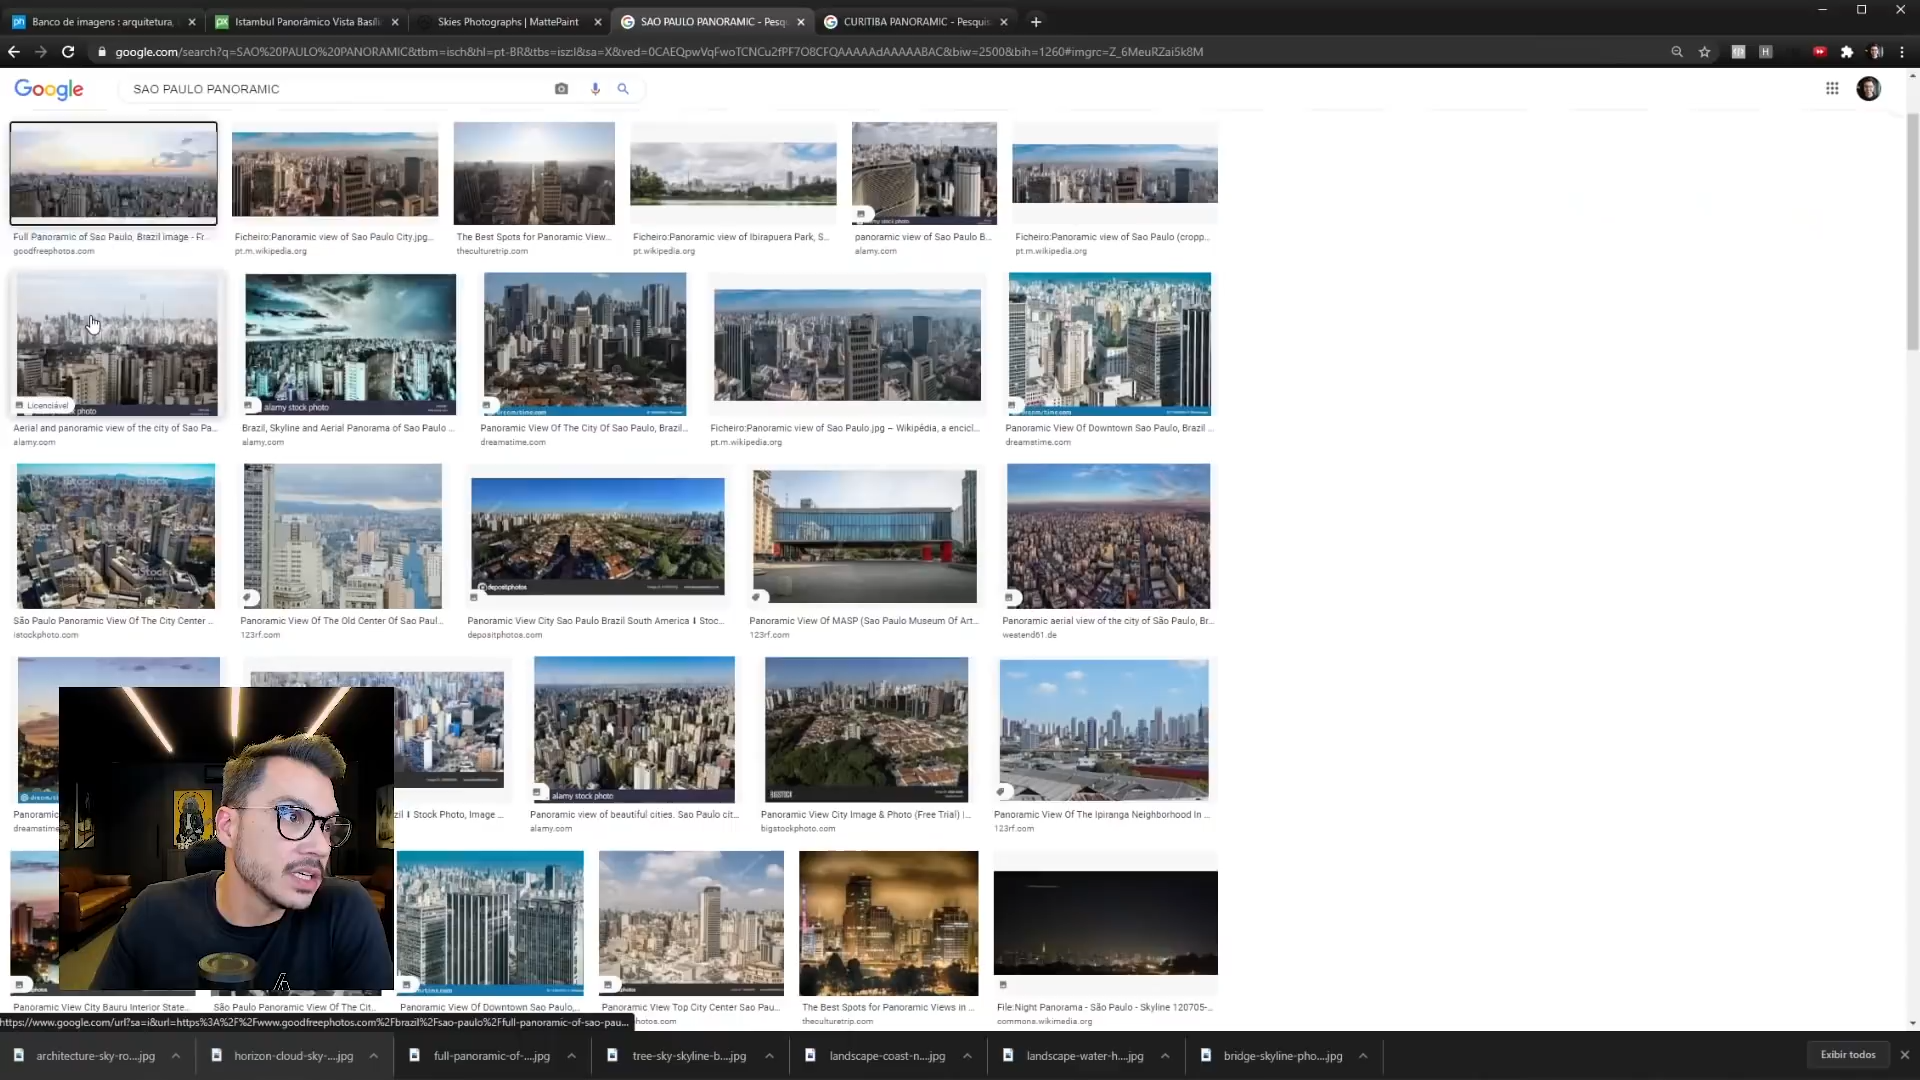 Banco de imagens : arquitetura,
Istambul Panorâmico Vista Basíli
Skies Photographs | MattePaint
SAO PAULO PANORAMIC - Pesq
CURITIBA PANORAMIC - Pesquis
google.com/search?q=SAO%20PAULO%20PANORAMIC&tbm=isch&hl=pt-BR&tbs=isz:l&sa=X&ved=0CAEQpwVqFwoTCNCu2fPF7O8CFQAAAAAdAAAAABAC&biw=2500&bih=1260#imgrc=Z_6MeuRZai5k8M
Google
SAO PAULO PANORAMIC
Full Panoramic of Sao Paulo, Brazil image - Fr...
goodfreephotos.com
Ficheiro:Panoramic view of Sao Paulo City.jpg...
pt.m.wikipedia.org
The Best Spots for Panoramic View...
theculturetrip.com
Ficheiro:Panoramic view of Ibirapuera Park, S...
pt.wikipedia.org
alamy stock photo
panoramic view of Sao Paulo B...
alamy.com
Ficheiro:Panoramic view of Sao Paulo (cropp...
pt.m.wikipedia.org
Licenciável
photo
Aerial and panoramic view of the city of Sao Pa...
alamy.com
alamy stock photo
Brazil, Skyline and Aerial Panorama of Sao Paulo ...
alamy.com
dreamstime.com
Panoramic View Of The City Of Sao Paulo, Brazil...
dreamstime.com
Ficheiro:Panoramic view of Sao Paulo.jpg – Wikipédia, a encicl...
pt.m.wikipedia.org
dreamstime.com
Panoramic View Of Downtown Sao Paulo, Brazil ...
dreamstime.com
iStock
São Paulo Panoramic View Of The City Center ...
istockphoto.com
Panoramic View Of The Old Center Of Sao Paul...
123rf.com
depositphotos
Panoramic View City Sao Paulo Brazil South America ⬇ Stoc...
depositphotos.com
Panoramic View Of MASP (Sao Paulo Museum Of Art...
123rf.com
Panoramic aerial view of the city of São Paulo, Br...
westend61.de
Panoramic
dreamstime
zil ⬇ Stock Photo, Image ...
alamy stock photo
Panoramic view of beautiful cities. Sao Paulo cit...
alamy.com
BIGSTOCK
Panoramic View City Image & Photo (Free Trial) |...
bigstockphoto.com
Panoramic View Of The Ipiranga Neighborhood In ...
123rf.com
Panoramic View City Bauru Interior State...
São Paulo Panoramic View Of The Cit...
Panoramic View Of Downtown Sao Paulo,...
Panoramic View Top City Center Sao Pau...
photos.com
The Best Spots for Panoramic Views in ...
theculturetrip.com
File:Night Panorama - São Paulo - Skyline 120705-...
commons.wikimedia.org
https://www.google.com/url?sa=i&url=https%3A%2F%2Fwww.goodfreephotos.com%2Fbrazil%2Fsao-paulo%2Ffull-panoramic-of-sao-pau...
architecture-sky-ro....jpg
horizon-cloud-sky-....jpg
full-panoramic-of-....jpg
tree-sky-skyline-b....jpg
landscape-coast-n....jpg
landscape-water-h....jpg
bridge-skyline-pho....jpg
Exibir todos